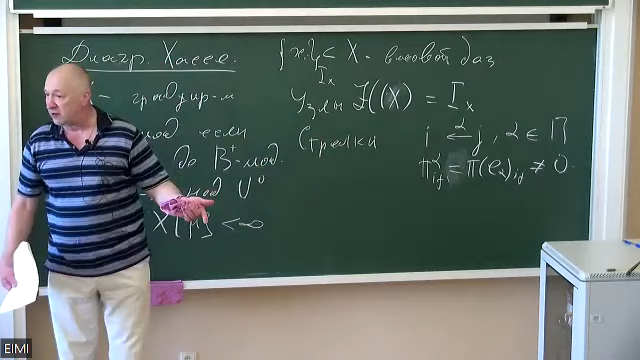 Диагр. Хассе.
– градуир-м
мод если
до B⁺-мод.
мод U⁰
X[μ] < ∞
{x_i} ⊂ X – весовой баз
I_x
Узлы 𝓘(X) = I_x
Стрелки i ←^α j, α ∈ Π
π^α_{ij} = π(e_α)_{ij} ≠ 0.
EIMI